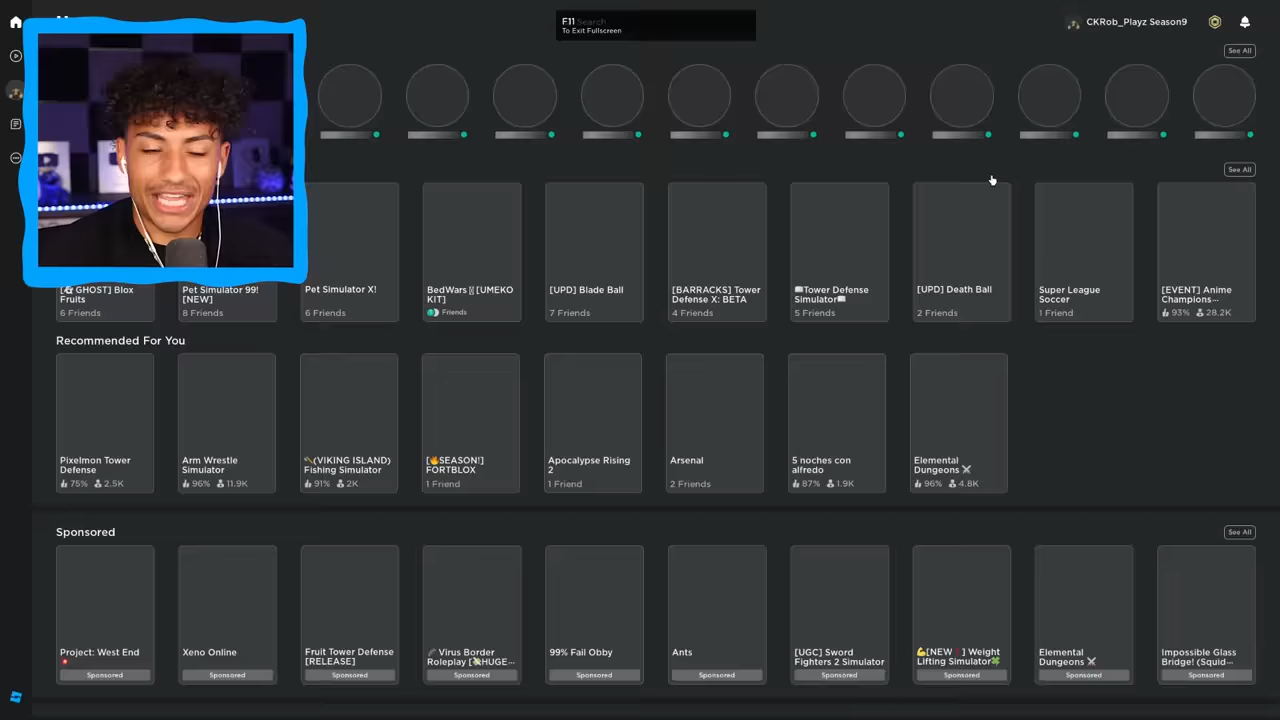 F11 Search
To Exit Fullscreen
CKRob_Playz Season9
See All
See All
[👻 GHOST] Blox
Fruits
6 Friends
Pet Simulator 99!
[NEW]
8 Friends
Pet Simulator X!
6 Friends
BedWars [UMEKO
KIT]
Friends
[UPD] Blade Ball
7 Friends
[BARRACKS] Tower
Defense X: BETA
4 Friends
Tower Defense
Simulator
5 Friends
[UPD] Death Ball
2 Friends
Super League
Soccer
1 Friend
[EVENT] Anime
Champions...
93% 28.2K
Recommended For You
Pixelmon Tower
Defense
75% 2.5K
Arm Wrestle
Simulator
96% 11.9K
(VIKING ISLAND)
Fishing Simulator
91% 2K
[🔥SEASON!]
FORTBLOX
1 Friend
Apocalypse Rising
2
1 Friend
Arsenal
2 Friends
5 noches con
alfredo
87% 1.9K
Elemental
Dungeons ⚔
96% 4.8K
Sponsored
See All
Project: West End
Sponsored
Xeno Online
Sponsored
Fruit Tower Defense
[RELEASE]
Sponsored
Virus Border
Roleplay [💸HUGE...
Sponsored
99% Fail Obby
Sponsored
Ants
Sponsored
[UGC] Sword
Fighters 2 Simulator
Sponsored
💪[NEW❗] Weight
Lifting Simulator🍀
Sponsored
Elemental
Dungeons ⚔
Sponsored
Impossible Glass
Bridge! (Squid...
Sponsored